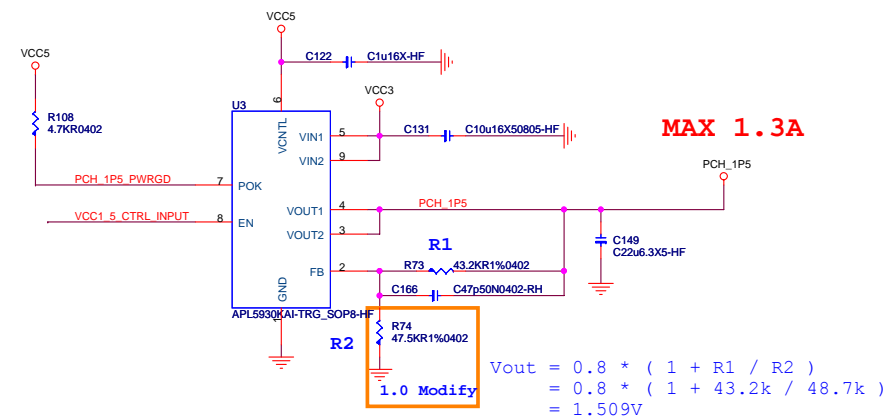 VCC5
C122
C1u16X-HF
VCC5
VCC3
R108
4.7KR0402
U3
6
VCNTL
VIN1
5
C131
C10u16X50805-HF
MAX 1.3A
VIN2
9
PCH_1P5
PCH_1P5_PWRGD
7
POK
VCC1_5_CTRL_INPUT
8
EN
VOUT1
4
PCH_1P5
VOUT2
3
R1
C149
C22u6.3X5-HF
FB
2
R73
43.2KR1%0402
GND
1
C166
C47p50N0402-RH
APL5930KAI-TRG_SOP8-HF
R2
R74
47.5KR1%0402
1.0 Modify
Vout = 0.8 * ( 1 + R1 / R2 )
= 0.8 * ( 1 + 43.2k / 48.7k )
= 1.509V